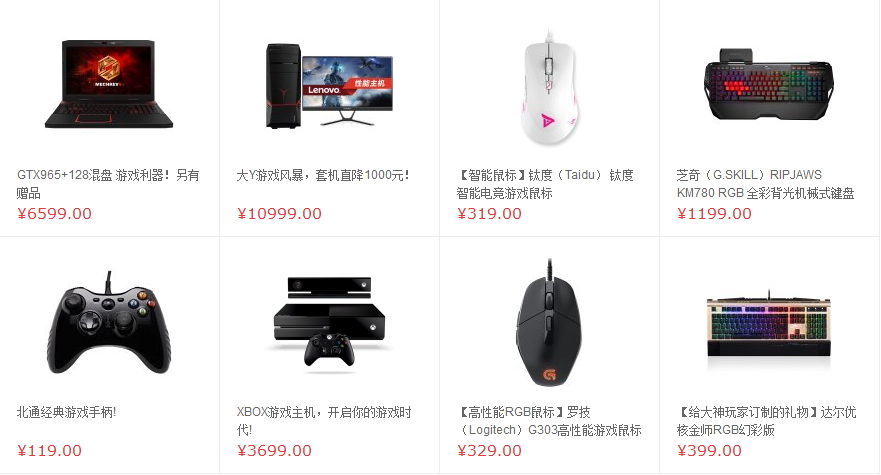 MECHREV
Lenovo
性能主机
GTX965+128混盘 游戏利器！另有
赠品
¥6599.00
大Y游戏风暴，套机直降1000元！
¥10999.00
【智能鼠标】钛度（Taidu） 钛度
智能电竞游戏鼠标
¥319.00
芝奇（G.SKILL）RIPJAWS
KM780 RGB 全彩背光机械式键盘
¥1199.00
北通经典游戏手柄!
¥119.00
XBOX游戏主机，开启你的游戏时
代!
¥3699.00
【高性能RGB鼠标】罗技
（Logitech）G303高性能游戏鼠标
¥329.00
【给大神玩家订制的礼物】达尔优
核金师RGB幻彩版
¥399.00